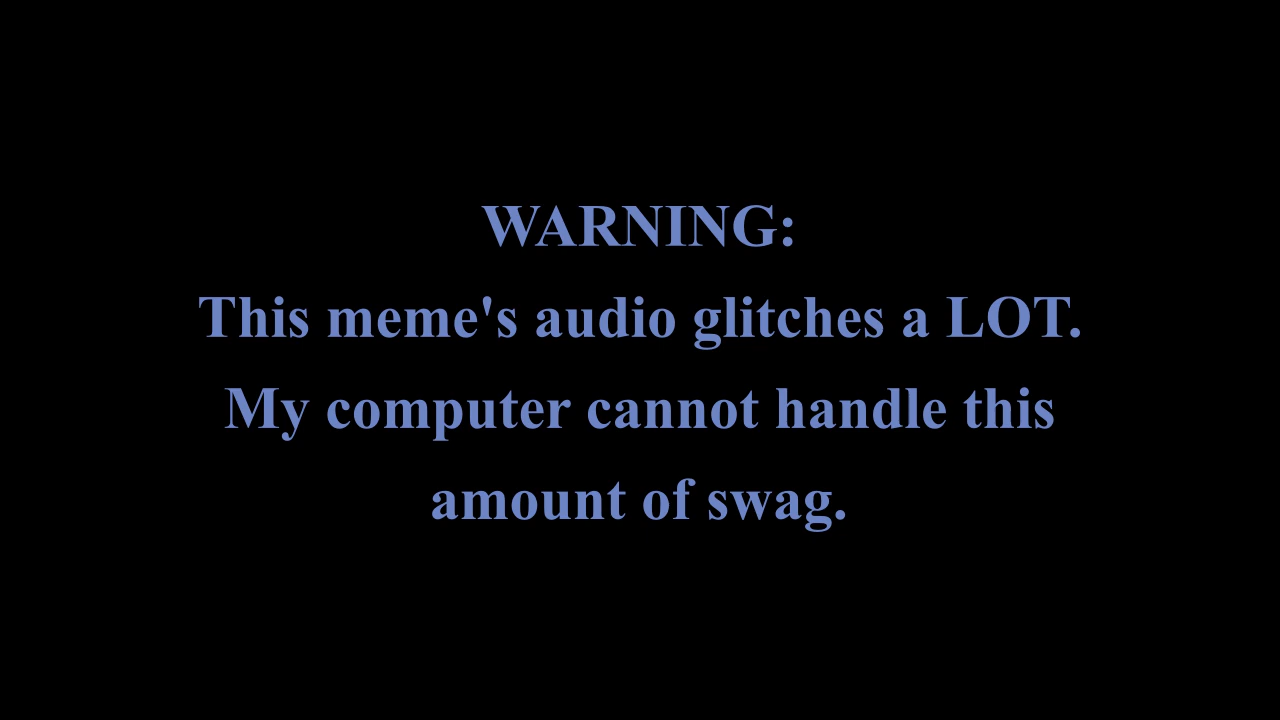 WARNING:
This meme's audio glitches a LOT.
My computer cannot handle this
amount of swag.